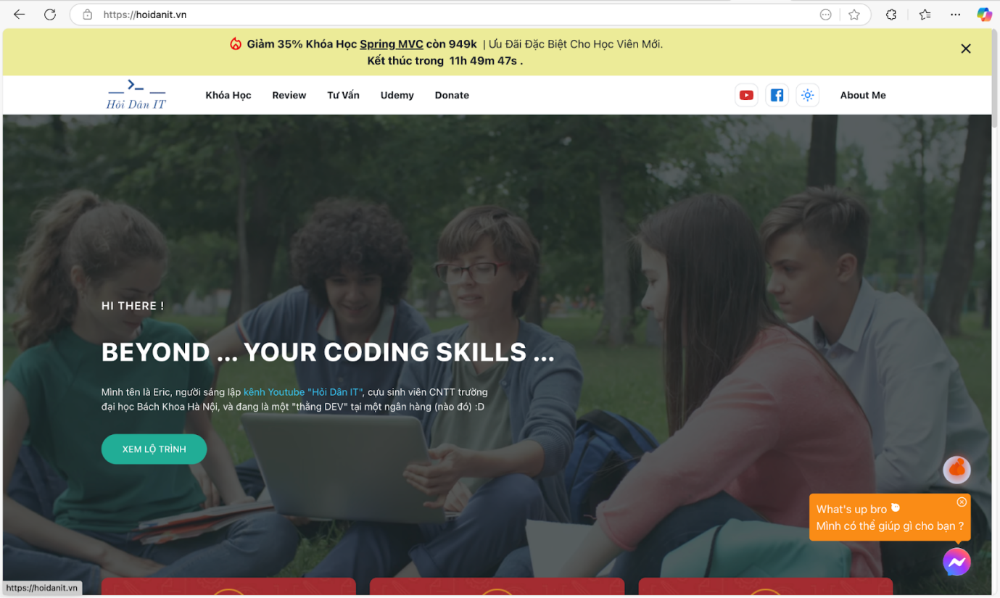 https://hoidanit.vn
Giảm 35% Khóa Học Spring MVC còn 949k | Ưu Đãi Đặc Biệt Cho Học Viên Mới.
Kết thúc trong 11h 49m 47s .
Hỏi Dân IT
Khóa Học Review Tư Vấn Udemy Donate About Me
HI THERE !
BEYOND ... YOUR CODING SKILLS ...
Mình tên là Eric, người sáng lập kênh Youtube "Hỏi Dân IT", cựu sinh viên CNTT trường
đại học Bách Khoa Hà Nội, và đang là một "thằng DEV" tại một ngân hàng (nào đó) :D
XEM LỘ TRÌNH
What's up bro
Mình có thể giúp gì cho bạn ?
https://hoidanit.vn